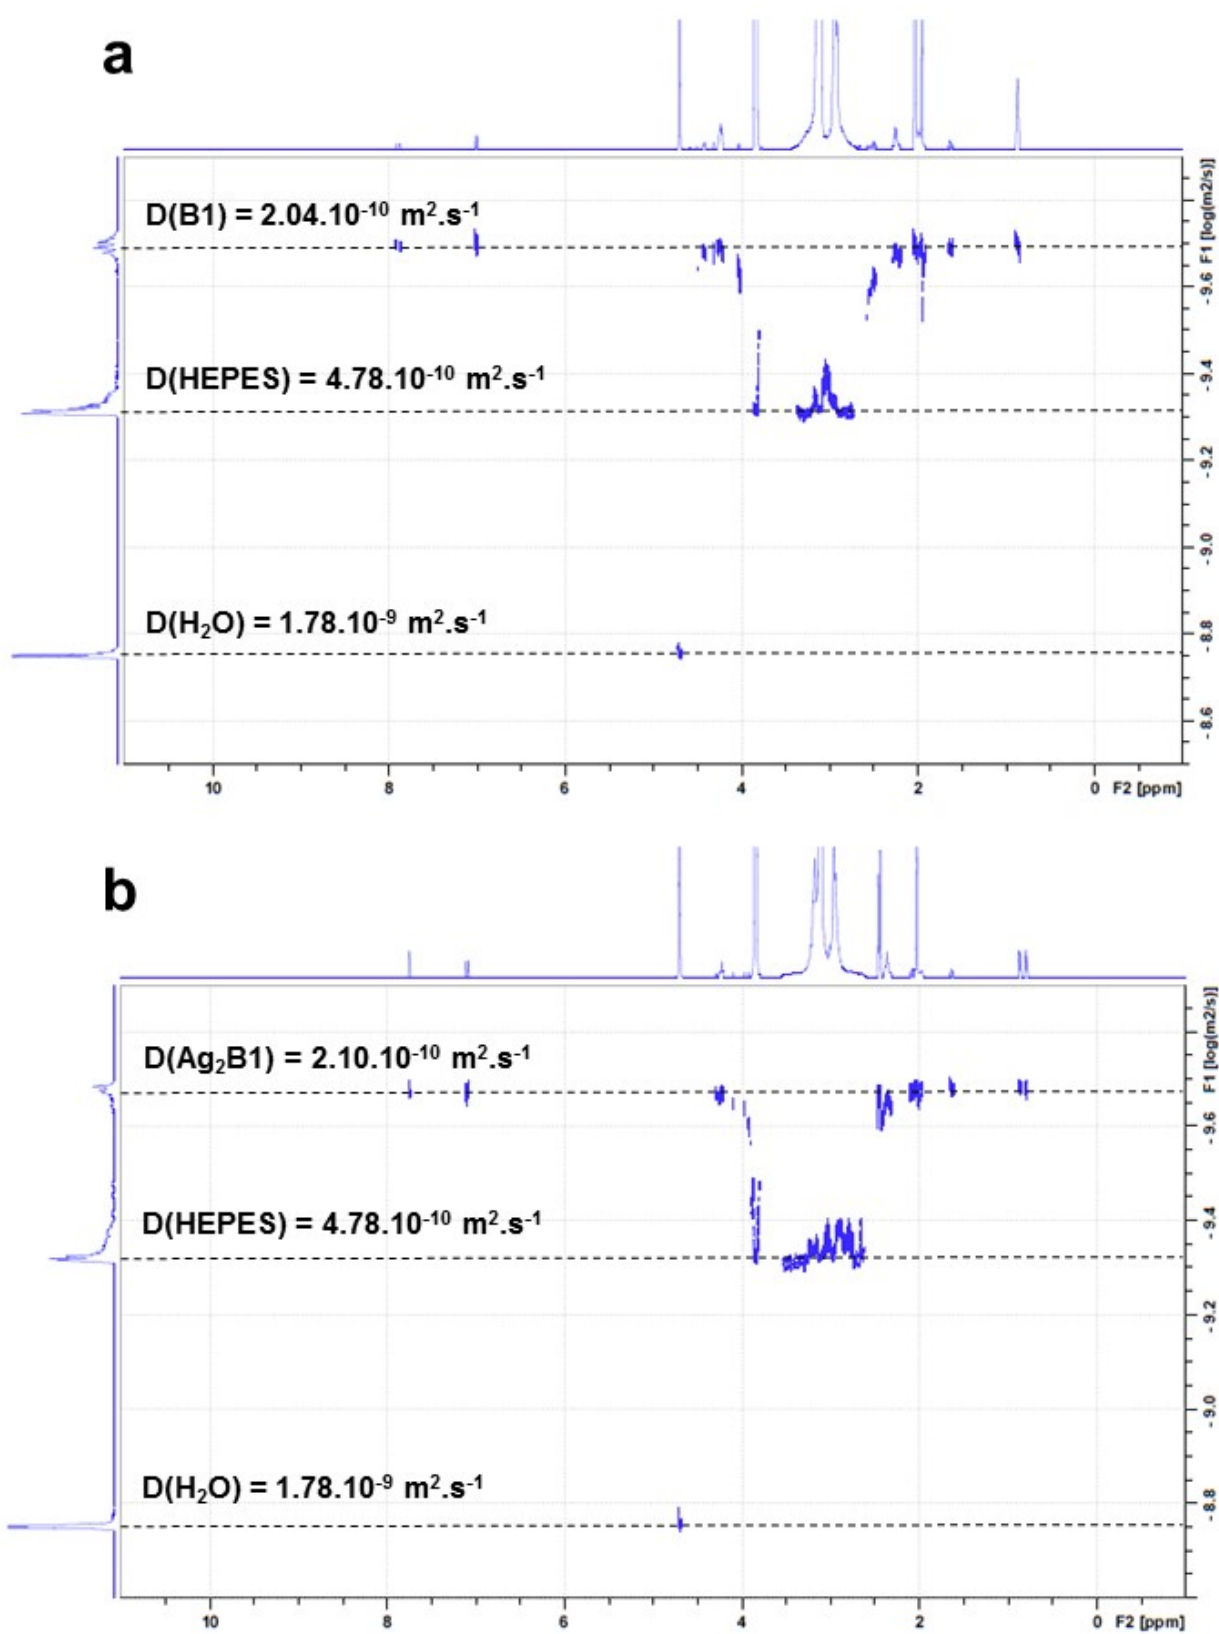 a
D(B1) = 2.04.10⁻¹⁰ m².s⁻¹
D(HEPES) = 4.78.10⁻¹⁰ m².s⁻¹
D(H₂O) = 1.78.10⁻⁹ m².s⁻¹
F1 [log(m2/s)]
-9.6
-9.4
-9.2
-9.0
-8.8
-8.6
10 8 6 4 2 0 F2 [ppm]
b
D(Ag₂B1) = 2.10.10⁻¹⁰ m².s⁻¹
D(HEPES) = 4.78.10⁻¹⁰ m².s⁻¹
D(H₂O) = 1.78.10⁻⁹ m².s⁻¹
F1 [log(m2/s)]
-9.6
-9.4
-9.2
-9.0
-8.8
10 8 6 4 2 0 F2 [ppm]